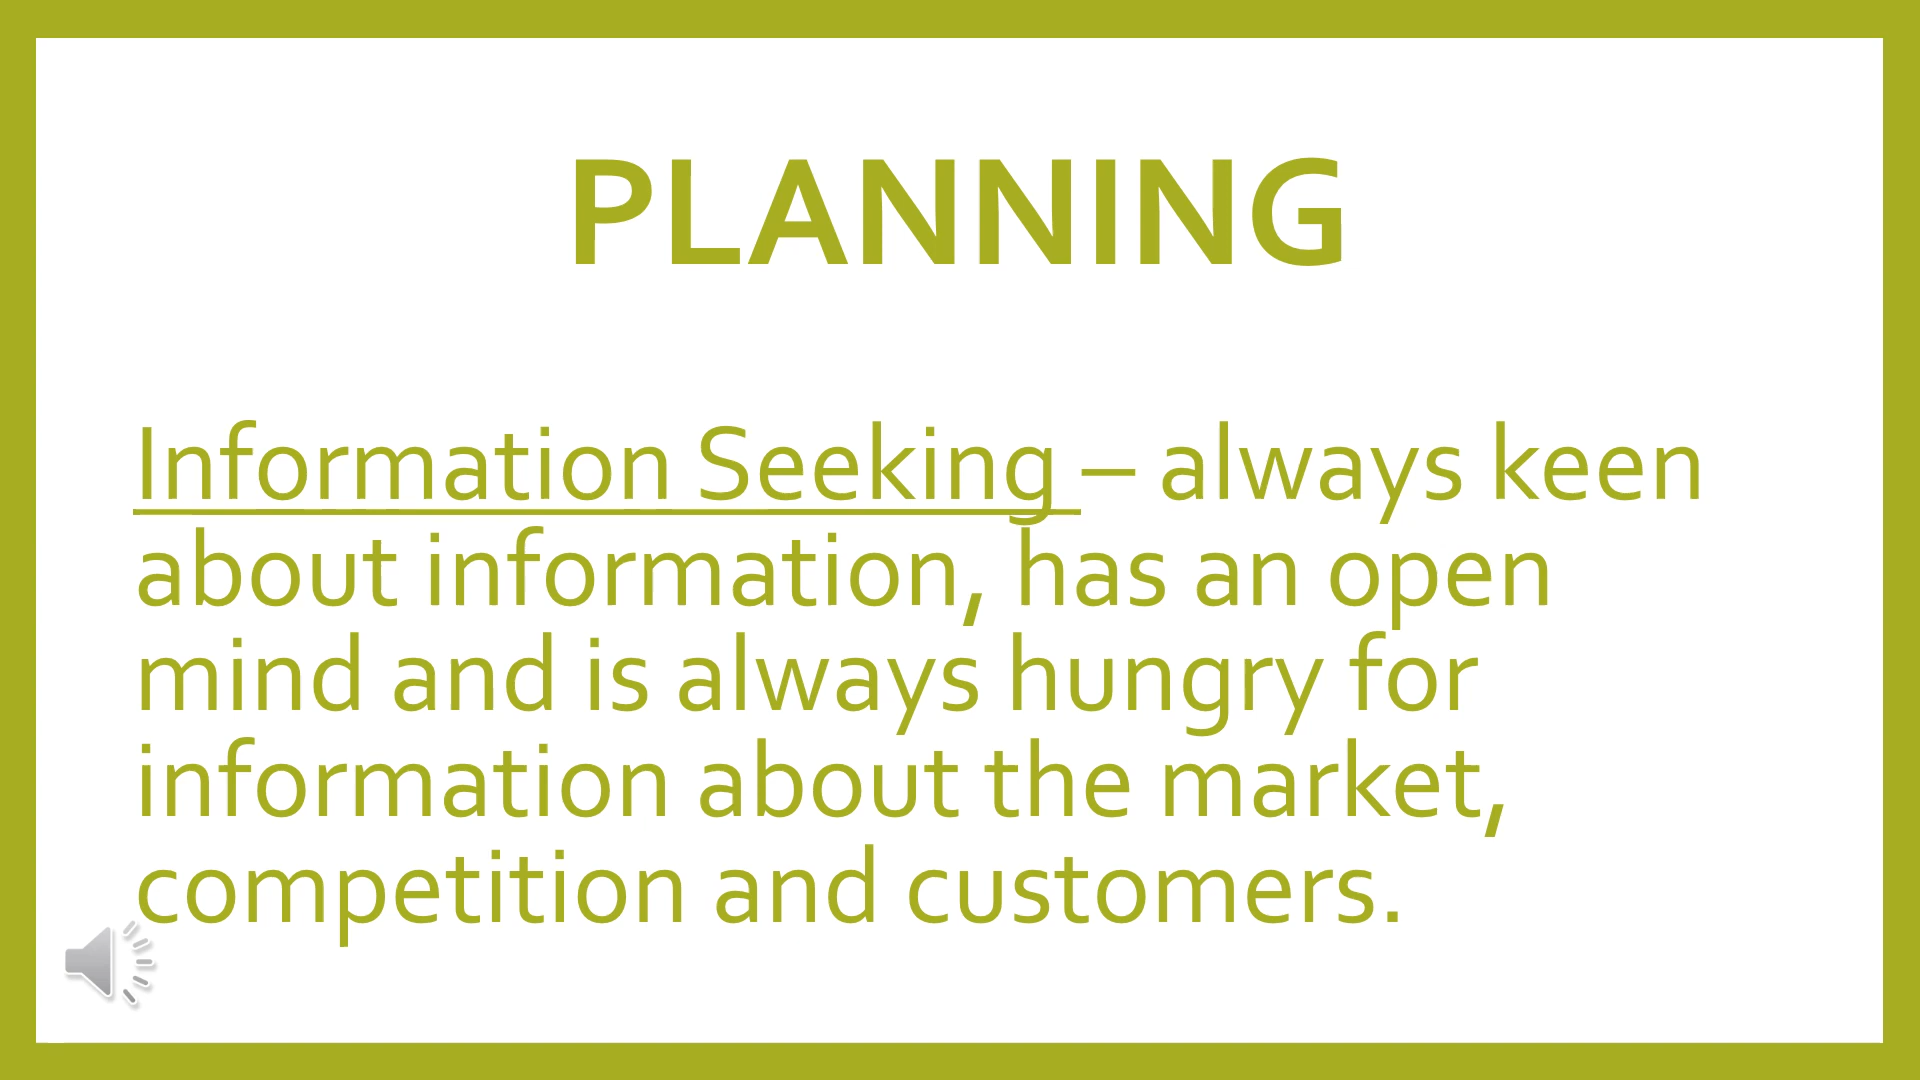 PLANNING
Information Seeking – always keen
about information, has an open
mind and is always hungry for
information about the market,
competition and customers.